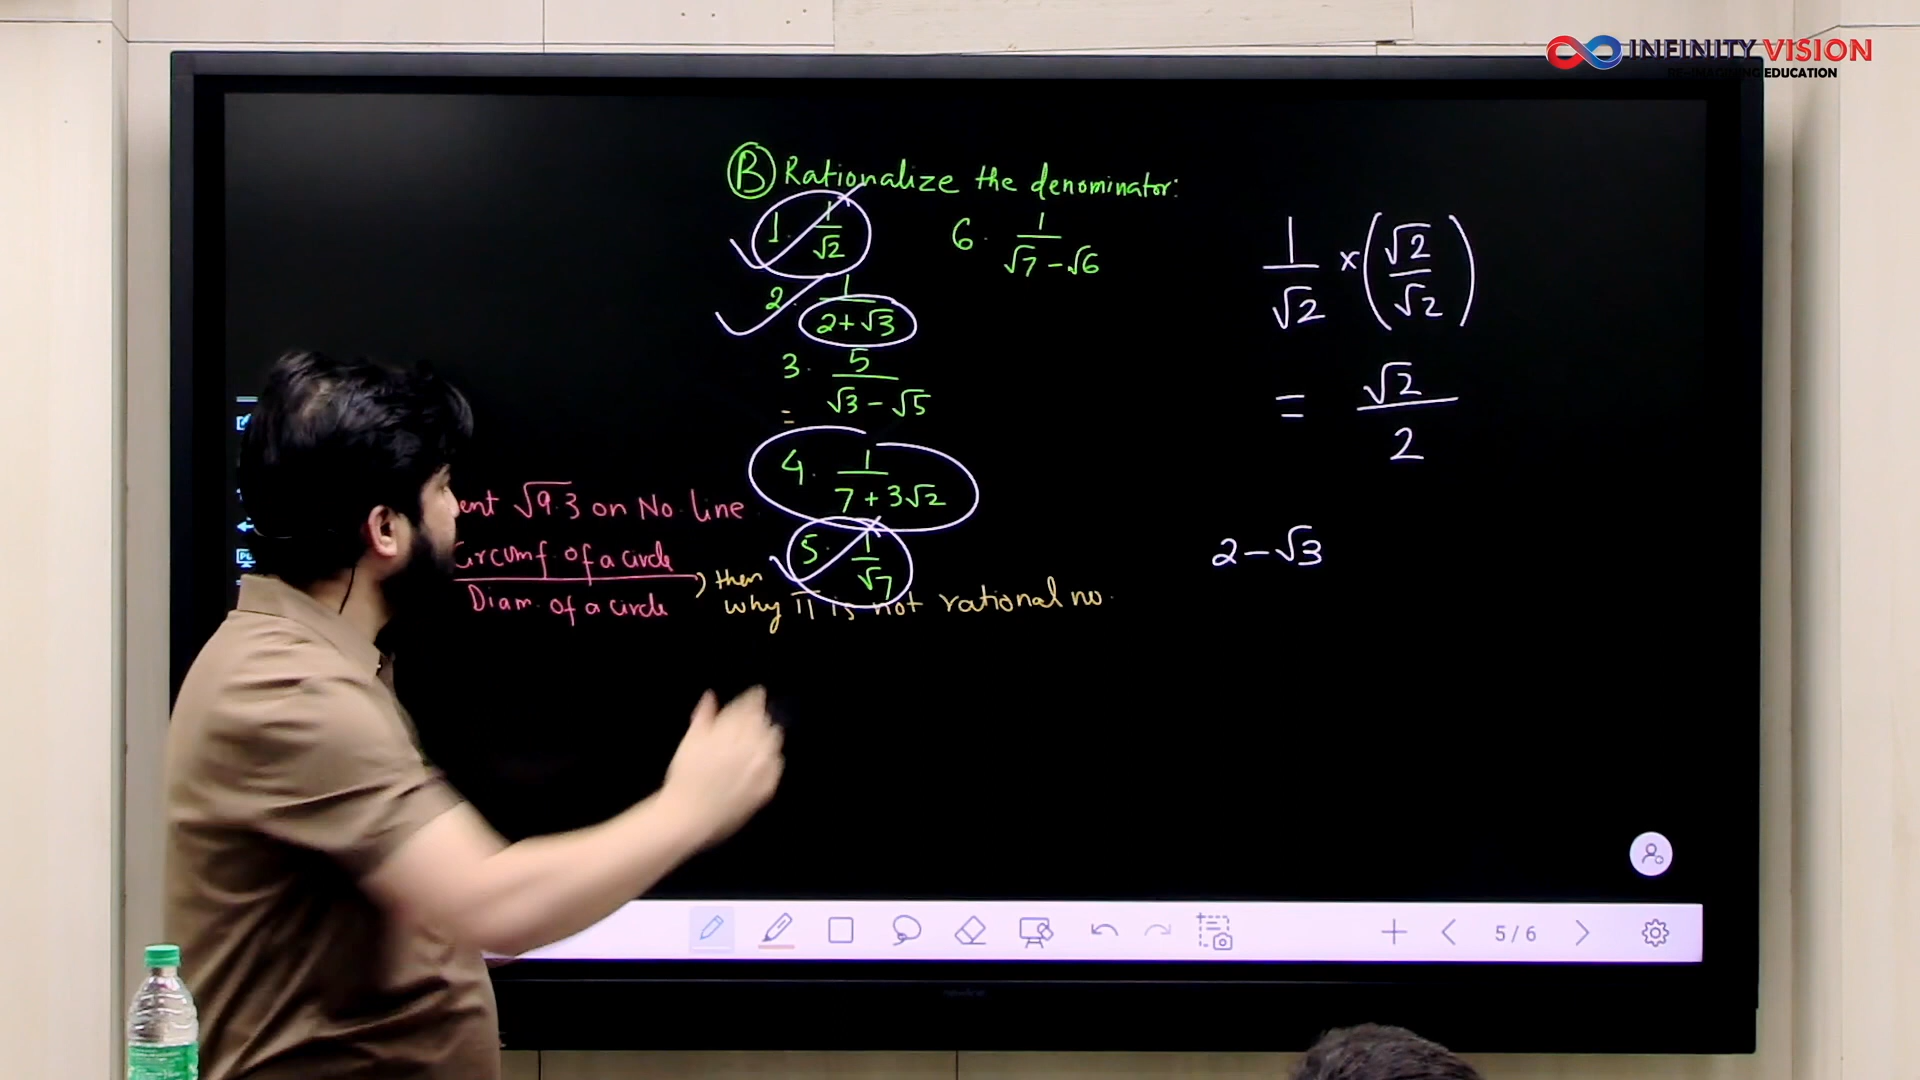 INFINITY VISION
EDUCATION
B Rationalize the denominator:
1. 1/√2
2. 1/(2+√3)
3. 5/(√3-√5)
4. 1/(7+3√2)
5. 1/√7
6. 1/(√7-√6)
√9.3 on No. line
Circumf. of a circle
Diam. of a circle
, then
why π is not rational no.
1/√2 × (√2/√2)
= √2/2
2-√3
5/6